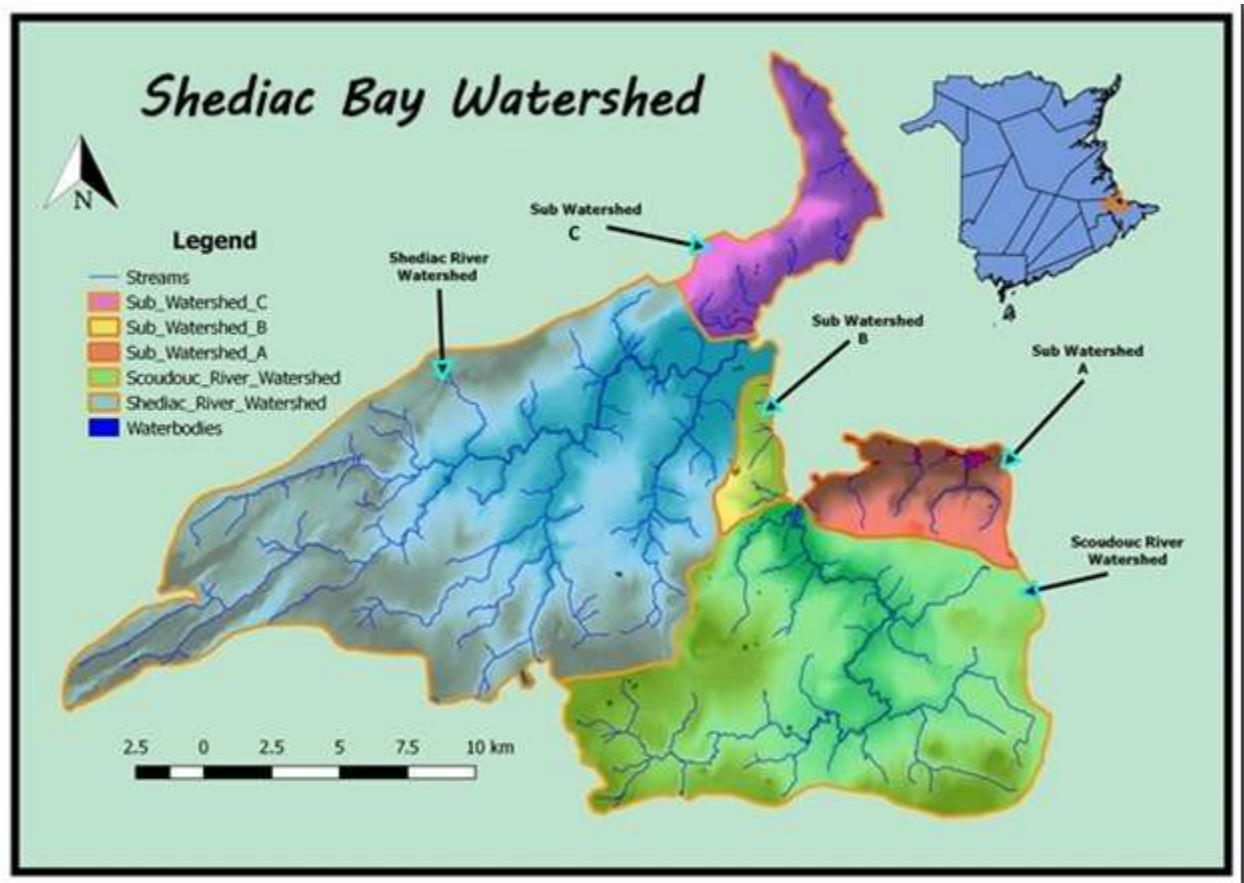 Shediac Bay Watershed
N
Legend
Streams
Sub_Watershed_C
Sub_Watershed_B
Sub_Watershed_A
Scoudouc_River_Watershed
Shediac_River_Watershed
Waterbodies
Sub Watershed
C
Shediac River
Watershed
Sub Watershed
B
Sub Watershed
A
Scoudouc River
Watershed
2.5 0 2.5 5 7.5 10 km